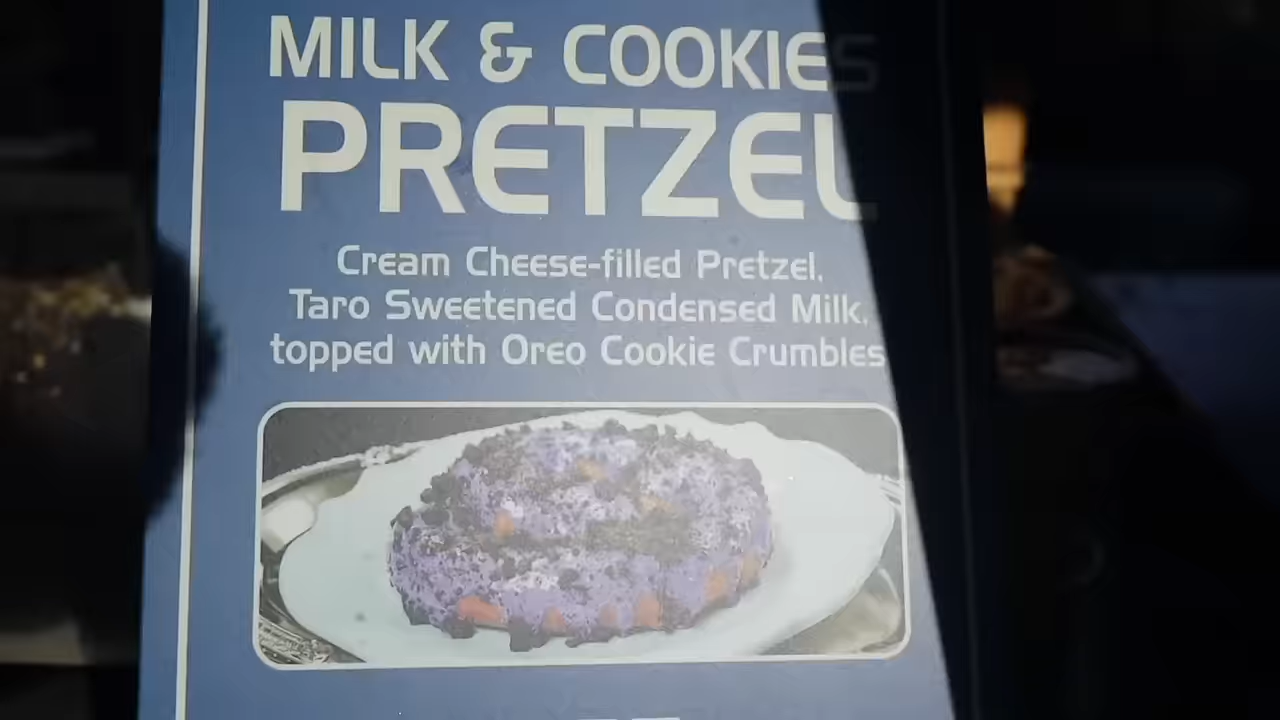 MILK & COOKIES
PRETZEL
Cream Cheese-filled Pretzel,
Taro Sweetened Condensed Milk,
topped with Oreo Cookie Crumbles